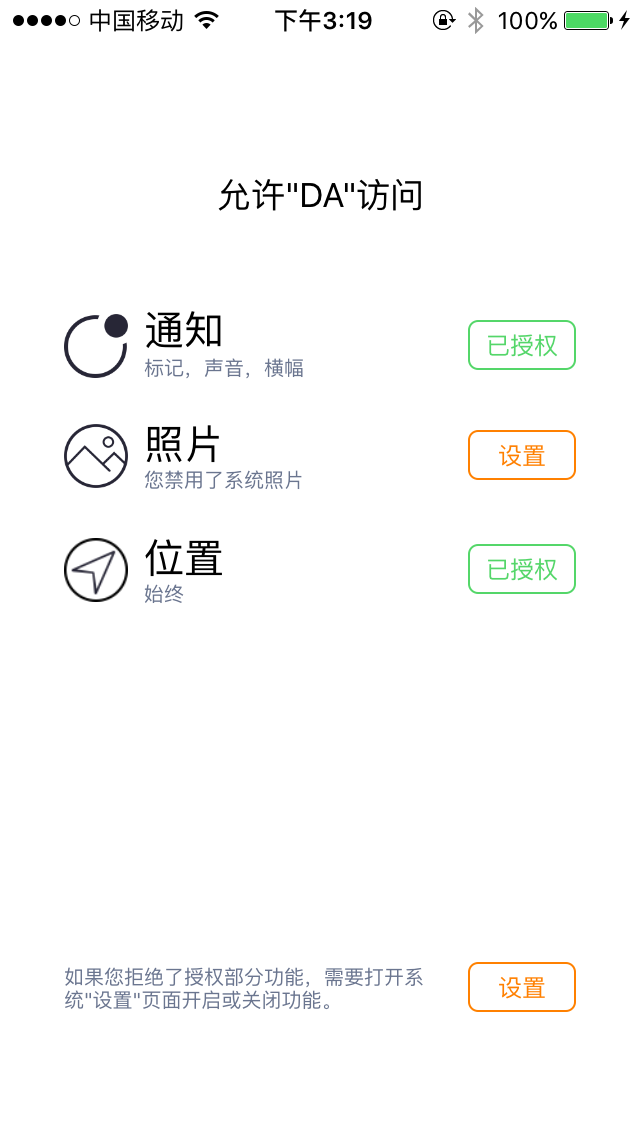 中国移动 下午3:19 100%
允许"DA"访问
通知
标记，声音，横幅
已授权
照片
您禁用了系统照片
设置
位置
始终
已授权
如果您拒绝了授权部分功能，需要打开系
统"设置"页面开启或关闭功能。
设置